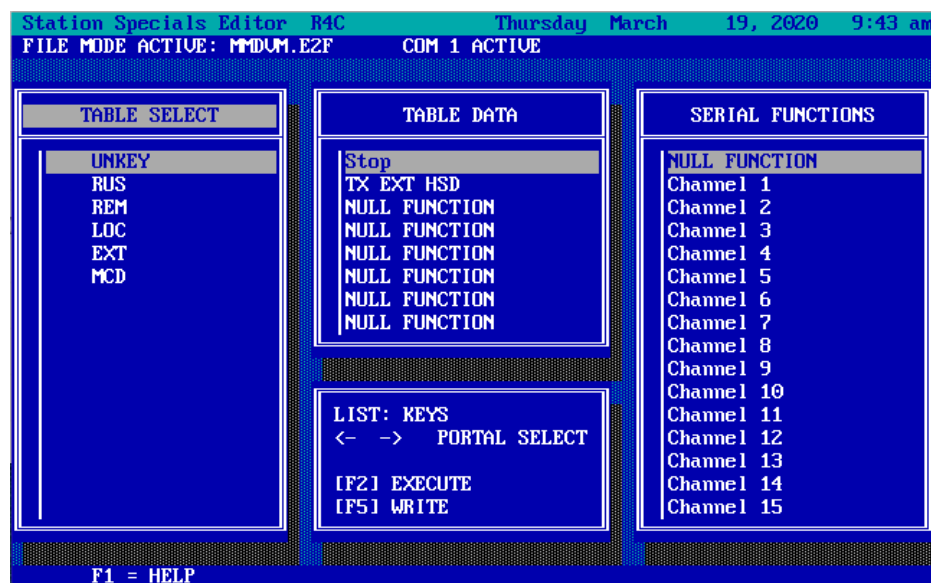 Station Specials Editor R4C Thursday March 19, 2020 9:43 am
FILE MODE ACTIVE: MMDVM.E2F COM 1 ACTIVE
TABLE SELECT
UNKEY
RUS
REM
LOC
EXT
MCD
TABLE DATA
Stop
TX EXT HSD
NULL FUNCTION
NULL FUNCTION
NULL FUNCTION
NULL FUNCTION
NULL FUNCTION
NULL FUNCTION
LIST: KEYS
<- -> PORTAL SELECT
[F2] EXECUTE
[F5] WRITE
SERIAL FUNCTIONS
NULL FUNCTION
Channel 1
Channel 2
Channel 3
Channel 4
Channel 5
Channel 6
Channel 7
Channel 8
Channel 9
Channel 10
Channel 11
Channel 12
Channel 13
Channel 14
Channel 15
F1 = HELP